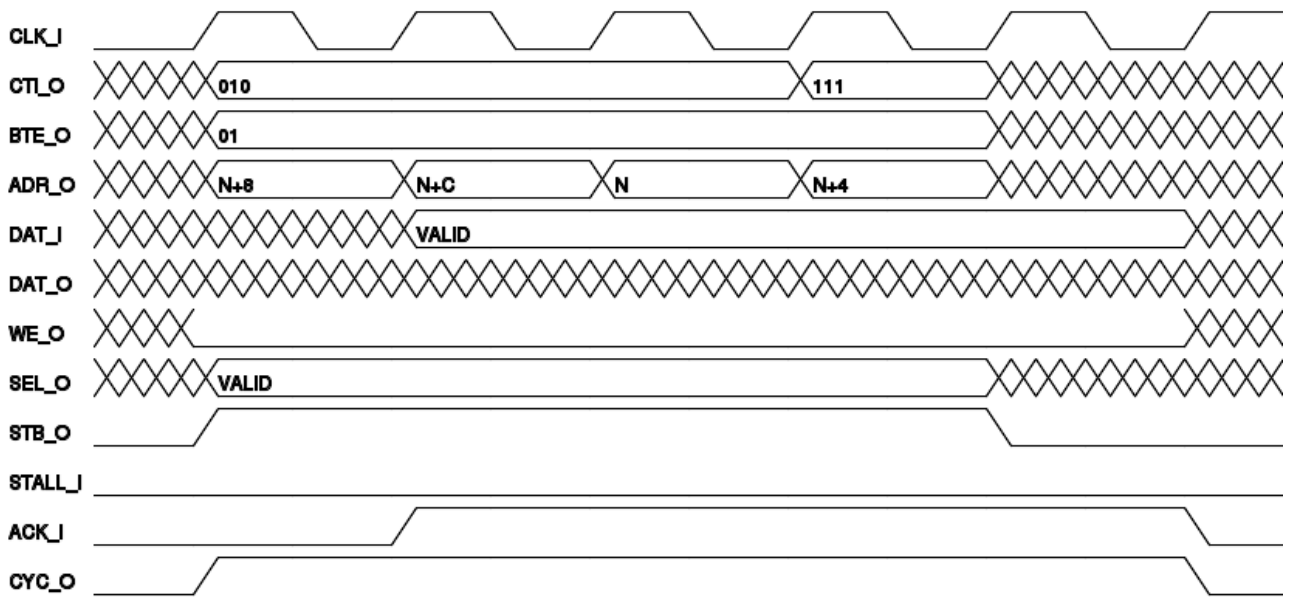 CLK_I
CTI_O 010 111
BTE_O 01
ADR_O N+8 N+C N N+4
DAT_I VALID
DAT_O
WE_O
SEL_O VALID
STB_O
STALL_I
ACK_I
CYC_O